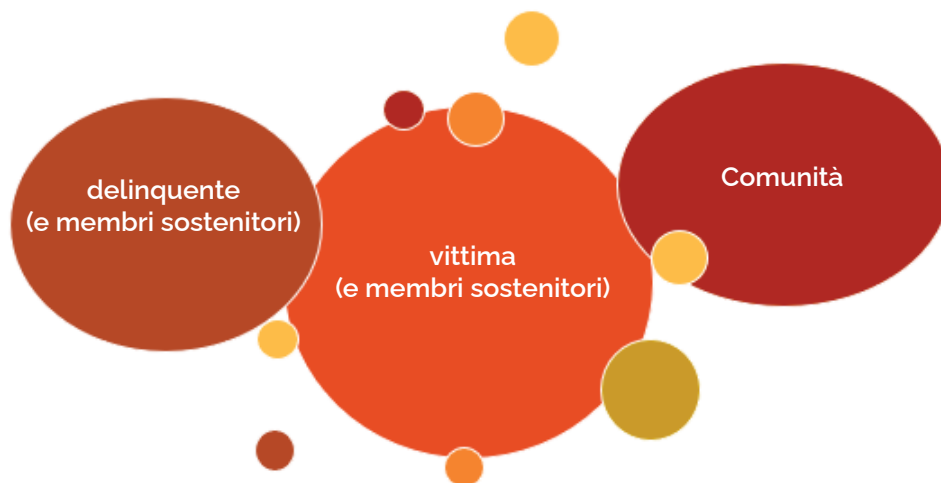 delinquente
(e membri sostenitori)
vittima
(e membri sostenitori)
Comunità